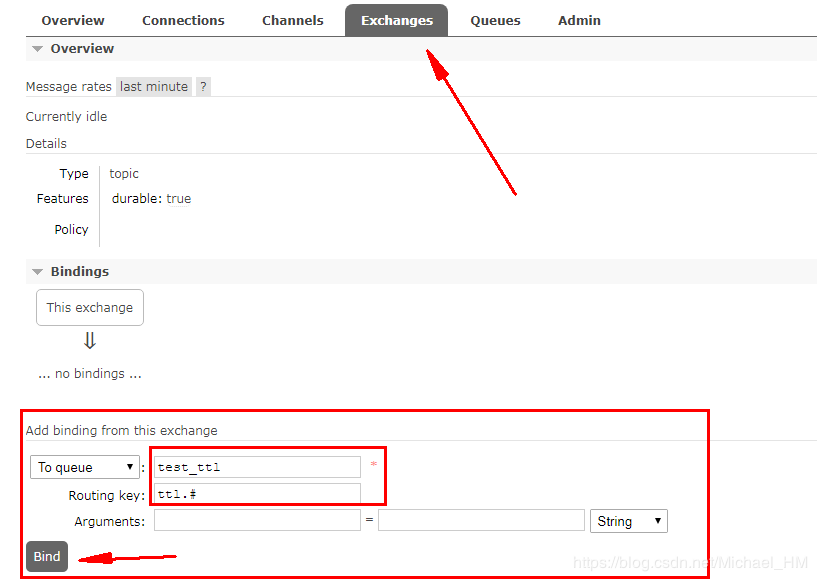 Overview Connections Channels Exchanges Queues Admin
Overview
Message rates last minute ?
Currently idle
Details
Type topic
Features durable: true
Policy
Bindings
This exchange
⇓
... no bindings ...
Add binding from this exchange
To queue ▼ : test_ttl *
Routing key: ttl.#
Arguments: = String ▼
Bind
https://blog.csdn.net/Michael_HM